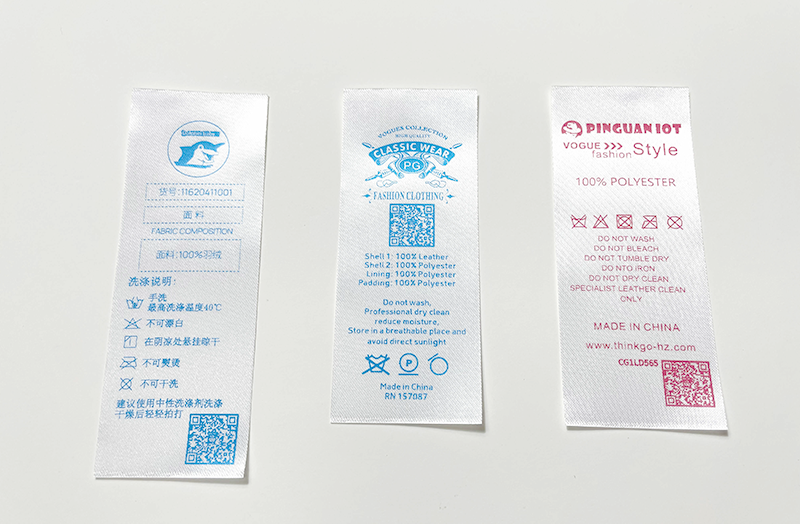 货号:11620411001
面料
FABRIC COMPOSITION
面料:100%羽绒
洗涤说明:
手洗
最高洗涤温度40℃
不可漂白
在阴凉处悬挂晾干
不可熨烫
不可干洗
建议使用中性洗涤剂洗涤
干燥后轻轻拍打
VOGUES COLLECTION
HIGH QUALITY
CLASSIC WEAR
PG
FASHION CLOTHING
Shell 1: 100% Leather
Shell 2: 100% Polyester
Lining: 100% Polyester
Padding: 100% Polyester
Do not wash,
Professional dry clean
reduce moisture,
Store in a breathable place and
avoid direct sunlight
P
Made in China
RN 157087
PINGUAN IOT
VOGUE >>> Style
fashion
100% POLYESTER
DO NOT WASH
DO NOT BLEACH
DO NOT TUMBLE DRY
DO NTO IRON
DO NOT DRY CLEAN
SPECIALIST LEATHER CLEAN
ONLY
MADE IN CHINA
www.thinkgo-hz.com
CG1LD565